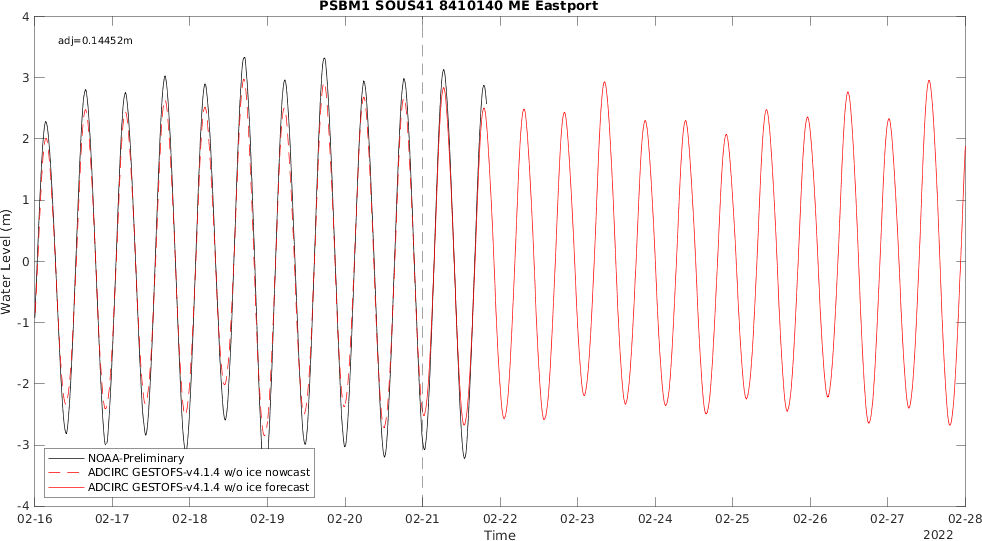 PSBM1 SOUS41 8410140 ME Eastport
adj=0.14452m
4
3
2
1
0
-1
-2
-3
-4
Water Level (m)
NOAA-Preliminary
ADCIRC GESTOFS-v4.1.4 w/o ice nowcast
ADCIRC GESTOFS-v4.1.4 w/o ice forecast
02-16 02-17 02-18 02-19 02-20 02-21 02-22 02-23 02-24 02-25 02-26 02-27 02-28
Time
2022